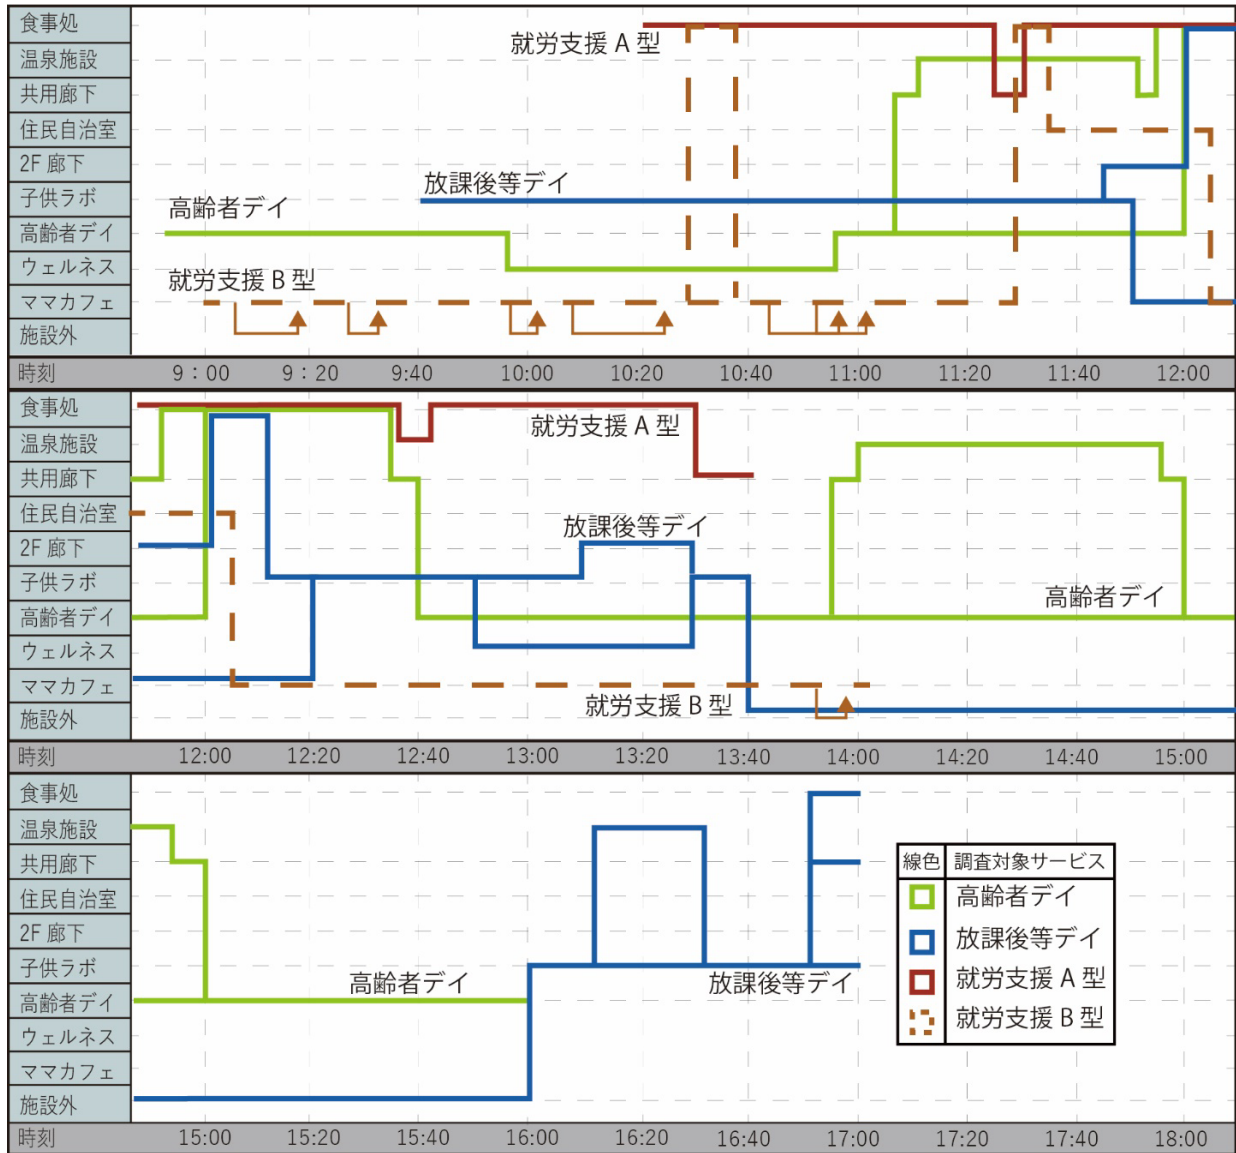 食事処
就労支援 A 型
温泉施設
共用廊下
住民自治室
2F 廊下
放課後等デイ
子供ラボ
高齢者デイ
高齢者デイ
ウェルネス
就労支援 B 型
ママカフェ
施設外
時刻 9：00 9：20 9:40 10:00 10:20 10:40 11:00 11:20 11:40 12:00
食事処
就労支援 A 型
温泉施設
共用廊下
住民自治室
放課後等デイ
2F 廊下
子供ラボ
高齢者デイ
高齢者デイ
ウェルネス
ママカフェ
就労支援 B 型
施設外
時刻 12:00 12:20 12:40 13:00 13:20 13:40 14:00 14:20 14:40 15:00
食事処
温泉施設
共用廊下
住民自治室
2F 廊下
子供ラボ
高齢者デイ 放課後等デイ
高齢者デイ
ウェルネス
ママカフェ
施設外
時刻 15:00 15:20 15:40 16:00 16:20 16:40 17:00 17:20 17:40 18:00
線色 調査対象サービス
高齢者デイ
放課後等デイ
就労支援 A 型
就労支援 B 型